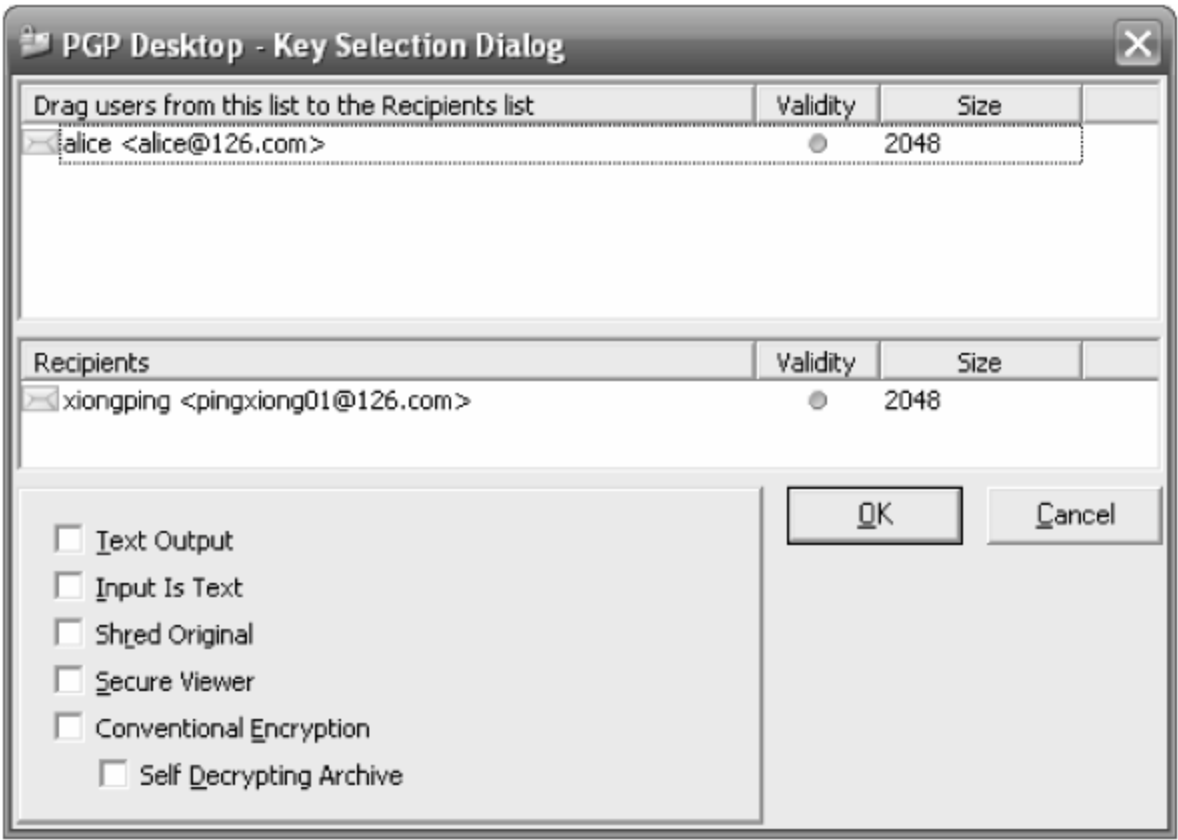 PGP Desktop - Key Selection Dialog
Drag users from this list to the Recipients list Validity Size
alice <alice@126.com> 2048
Recipients Validity Size
xiongping <pingxiong01@126.com> 2048
OK Cancel
Text Output
Input Is Text
Shred Original
Secure Viewer
Conventional Encryption
Self Decrypting Archive